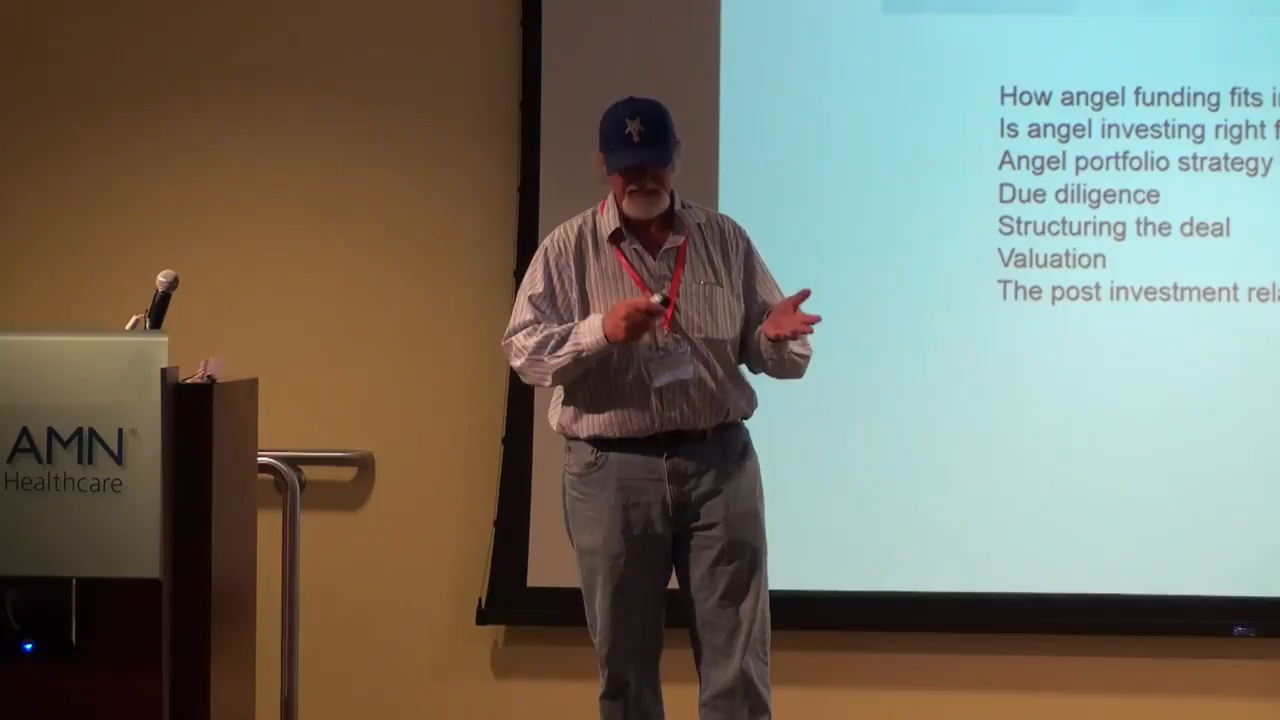 AMN®
Healthcare
How angel funding fits
Is angel investing right
Angel portfolio strategy
Due diligence
Structuring the deal
Valuation
The post investment